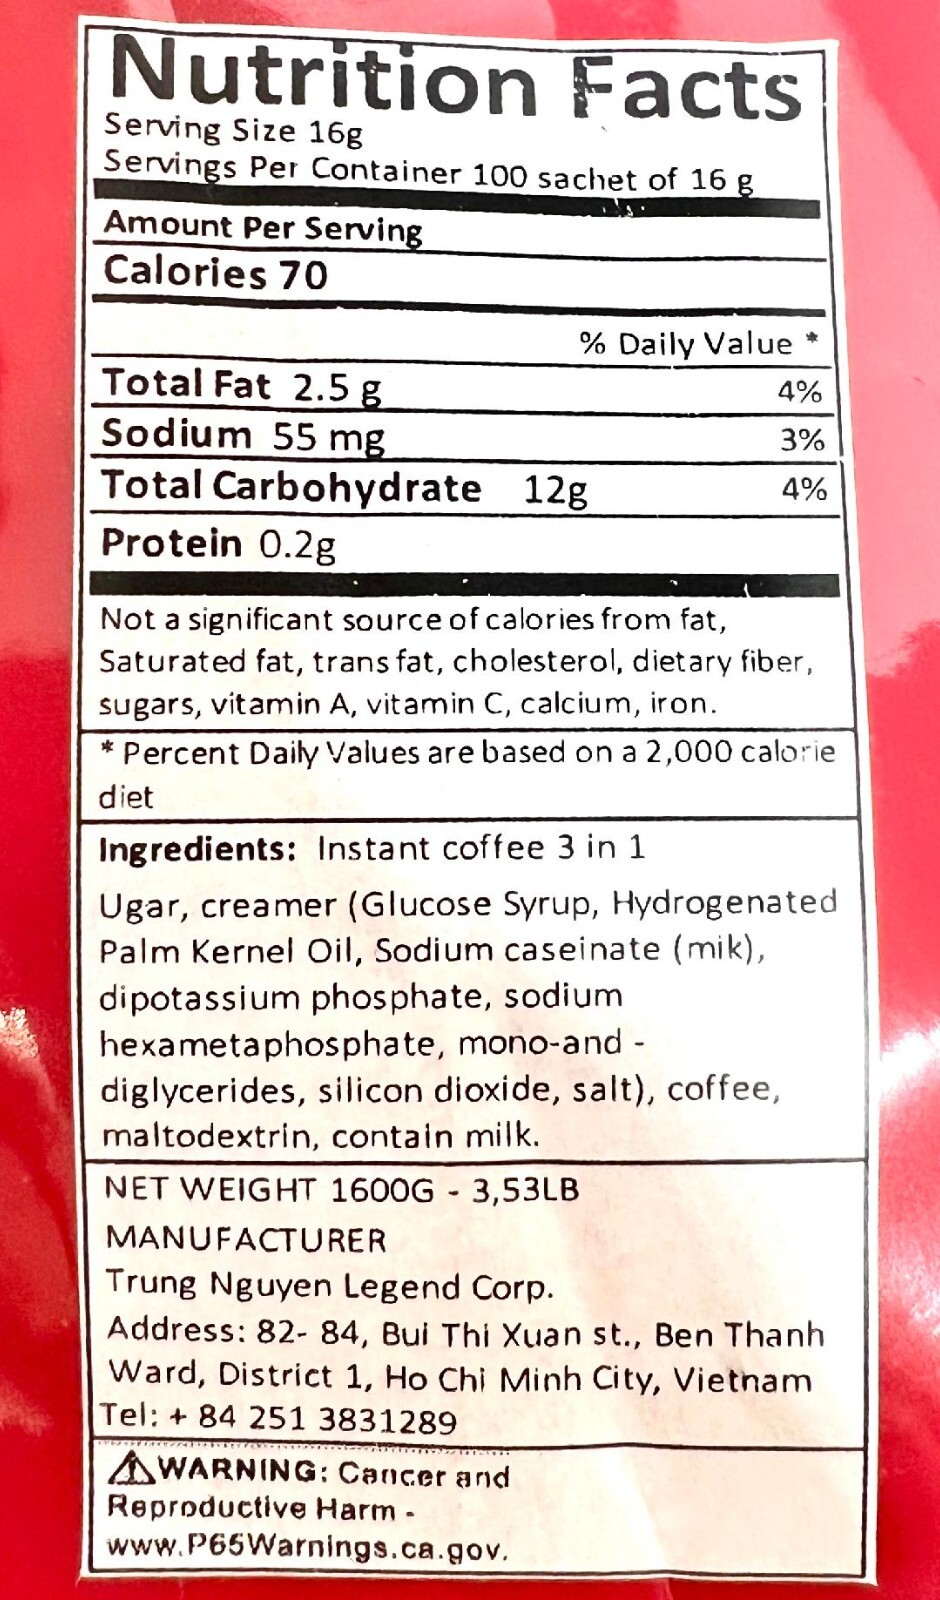 Nutrition Facts
Serving Size 16g
Servings Per Container 100 sachet of 16 g
Amount Per Serving
Calories 70
% Daily Value *
Total Fat 2.5 g 4%
Sodium 55 mg 3%
Total Carbohydrate 12g 4%
Protein 0.2g
Not a significant source of calories from fat,
Saturated fat, trans fat, cholesterol, dietary fiber,
sugars, vitamin A, vitamin C, calcium, iron.
* Percent Daily Values are based on a 2,000 calorie
diet
Ingredients: Instant coffee 3 in 1
Ugar, creamer (Glucose Syrup, Hydrogenated
Palm Kernel Oil, Sodium caseinate (mik),
dipotassium phosphate, sodium
hexametaphosphate, mono-and -
diglycerides, silicon dioxide, salt), coffee,
maltodextrin, contain milk.
NET WEIGHT 1600G - 3,53LB
MANUFACTURER
Trung Nguyen Legend Corp.
Address: 82- 84, Bui Thi Xuan st., Ben Thanh
Ward, District 1, Ho Chi Minh City, Vietnam
Tel: + 84 251 3831289
⚠WARNING: Cancer and
Reproductive Harm -
www.P65Warnings.ca.gov.